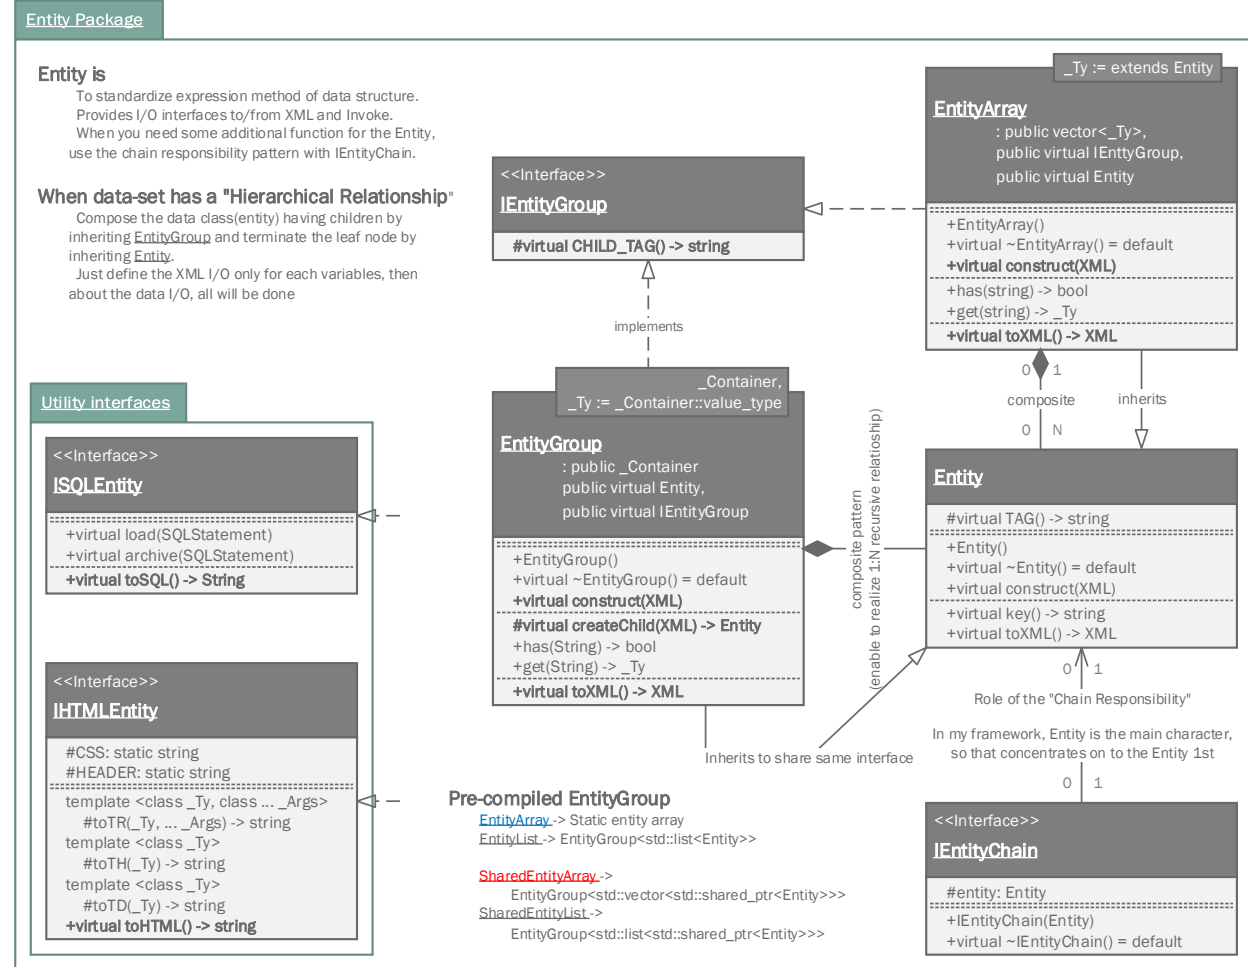 Entity Package
Entity is
To standardize expression method of data structure.
Provides I/O interfaces to/from XML and Invoke.
When you need some additional function for the Entity,
use the chain responsibility pattern with IEntityChain.
When data-set has a "Hierarchical Relationship"
Compose the data class(entity) having children by
inheriting EntityGroup and terminate the leaf node by
inheriting Entity.
Just define the XML I/O only for each variables, then
about the data I/O, all will be done
Utility interfaces
<<Interface>>
ISQLEntity
+virtual load(SQLStatement)
+virtual archive(SQLStatement)
+virtual toSQL() -> String
<<Interface>>
IHTMLEntity
#CSS: static string
#HEADER: static string
template <class _Ty, class ... _Args>
#toTR(_Ty, ... _Args) -> string
template <class _Ty>
#toTH(_Ty) -> string
template <class _Ty>
#toTD(_Ty) -> string
+virtual toHTML() -> string
<<Interface>>
IEntityGroup
#virtual CHILD_TAG() -> string
implements
_Container,
_Ty := _Container::value_type
EntityGroup
: public _Container
public virtual Entity,
public virtual IEntityGroup
+EntityGroup()
+virtual ~EntityGroup() = default
+virtual construct(XML)
#virtual createChild(XML) -> Entity
+has(String) -> bool
+get(String) -> _Ty
+virtual toXML() -> XML
Inherits to share same interface
composite pattern
(enable to realize 1:N recursive relatioship)
Pre-compiled EntityGroup
EntityArray -> Static entity array
EntityList -> EntityGroup<std::list<Entity>>
SharedEntityArray ->
EntityGroup<std::vector<std::shared_ptr<Entity>>>
SharedEntityList ->
EntityGroup<std::list<std::shared_ptr<Entity>>>
_Ty := extends Entity
EntityArray
: public vector<_Ty>,
public virtual IEnttyGroup,
public virtual Entity
+EntityArray()
+virtual ~EntityArray() = default
+virtual construct(XML)
+has(string) -> bool
+get(string) -> _Ty
+virtual toXML() -> XML
0 1
composite
0 N
inherits
Entity
#virtual TAG() -> string
+Entity()
+virtual ~Entity() = default
+virtual construct(XML)
+virtual key() -> string
+virtual toXML() -> XML
0 1
Role of the "Chain Responsibility"
In my framework, Entity is the main character,
so that concentrates on to the Entity 1st
0 1
<<Interface>>
IEntityChain
#entity: Entity
+IEntityChain(Entity)
+virtual ~IEntityChain() = default